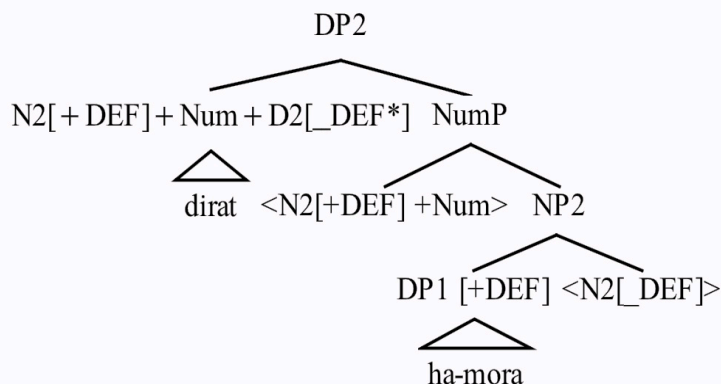 DP2
N2[+DEF]+Num+D2[_DEF*] NumP
dirat <N2[+DEF] +Num> NP2
DP1 [+DEF] <N2[_DEF]>
ha-mora